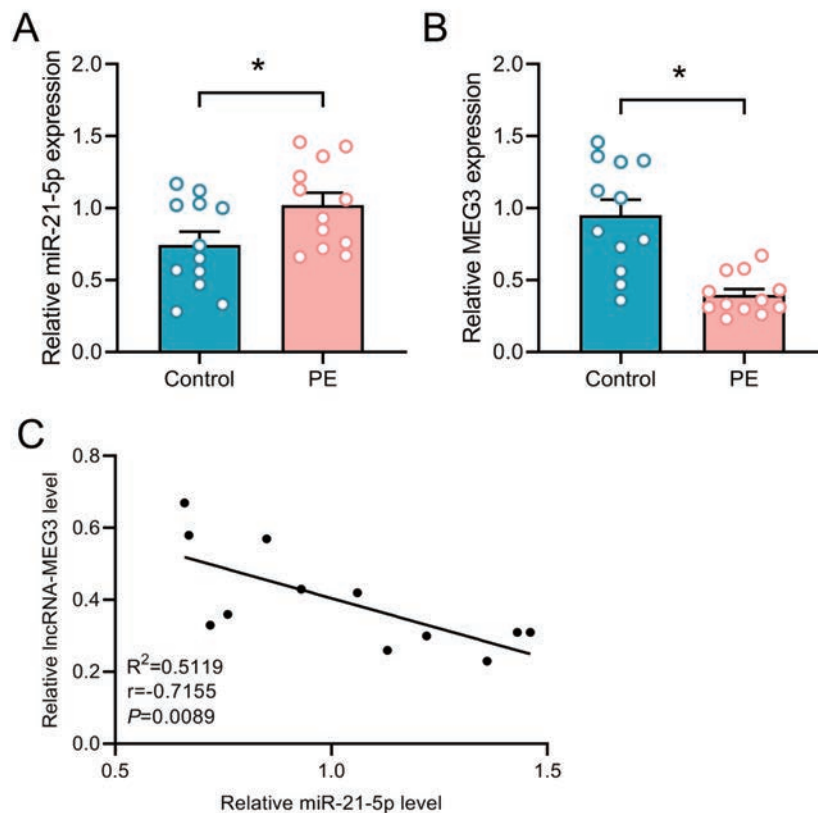 A
Relative miR-21-5p expression
2.0
1.5
1.0
0.5
0.0
*
Control
PE
B
Relative MEG3 expression
2.0
1.5
1.0
0.5
0.0
*
Control
PE
C
Relative lncRNA-MEG3 level
0.8
0.6
0.4
0.2
0.0
R²=0.5119
r=-0.7155
P=0.0089
0.5
1.0
1.5
Relative miR-21-5p level